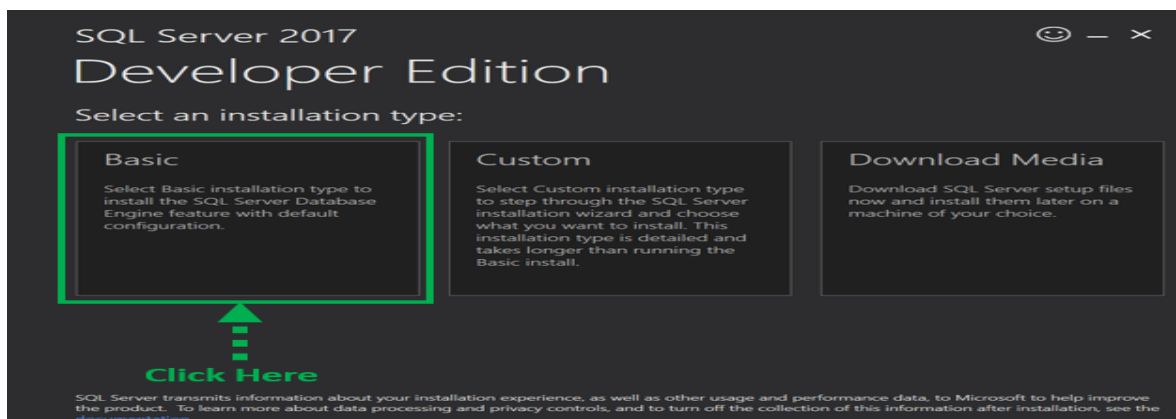 SQL Server 2017
Developer Edition
Select an installation type:
Basic
Select Basic installation type to
install the SQL Server Database
Engine feature with default
configuration.
Custom
Select Custom installation type
to step through the SQL Server
installation wizard and choose
what you want to install. This
installation type is detailed and
takes longer than running the
Basic install.
Download Media
Download SQL Server setup files
now and install them later on a
machine of your choice.
Click Here
SQL Server transmits information about your installation experience, as well as other usage and performance data, to Microsoft to help improve
the product. To learn more about data processing and privacy controls, and to turn off the collection of this information after installation, see the
documentation